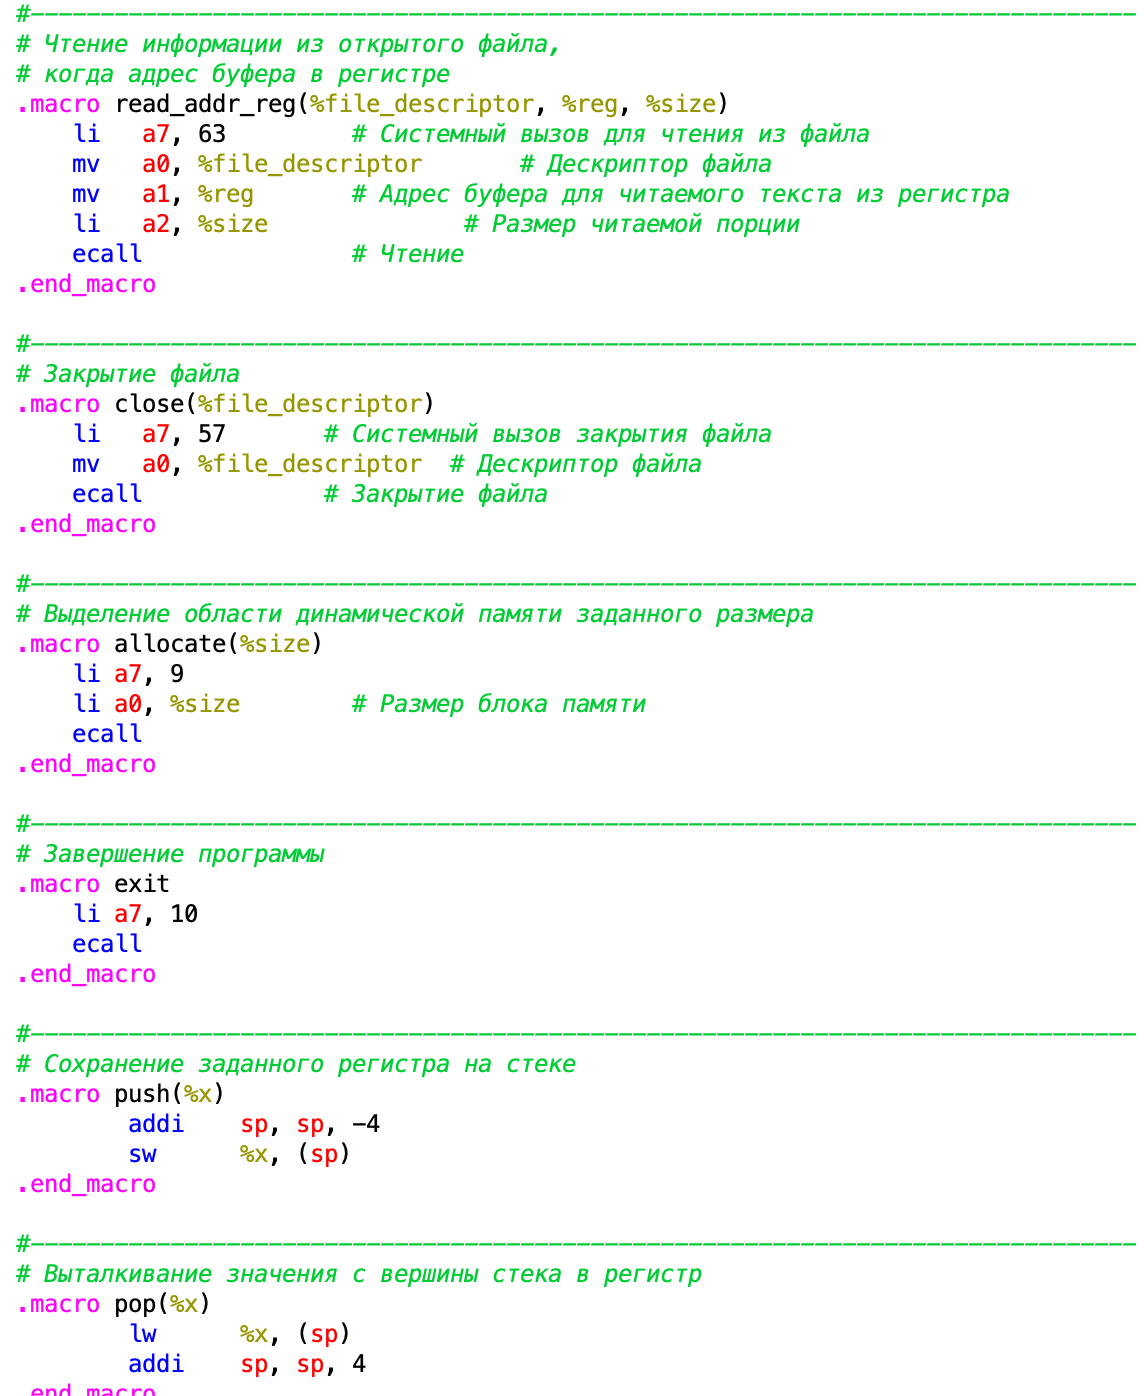 #-------------------------------------------------------------------------------
# Чтение информации из открытого файла,
# когда адрес буфера в регистре
.macro read_addr_reg(%file_descriptor, %reg, %size)
    li   a7, 63         # Системный вызов для чтения из файла
    mv   a0, %file_descriptor       # Дескриптор файла
    mv   a1, %reg       # Адрес буфера для читаемого текста из регистра
    li   a2, %size              # Размер читаемой порции
    ecall               # Чтение
.end_macro
#-------------------------------------------------------------------------------
# Закрытие файла
.macro close(%file_descriptor)
    li   a7, 57       # Системный вызов закрытия файла
    mv   a0, %file_descriptor  # Дескриптор файла
    ecall             # Закрытие файла
.end_macro
#-------------------------------------------------------------------------------
# Выделение области динамической памяти заданного размера
.macro allocate(%size)
    li a7, 9
    li a0, %size        # Размер блока памяти
    ecall
.end_macro
#-------------------------------------------------------------------------------
# Завершение программы
.macro exit
    li a7, 10
    ecall
.end_macro
#-------------------------------------------------------------------------------
# Сохранение заданного регистра на стеке
.macro push(%x)
        addi    sp, sp, -4
        sw      %x, (sp)
.end_macro
#-------------------------------------------------------------------------------
# Выталкивание значения с вершины стека в регистр
.macro pop(%x)
        lw      %x, (sp)
        addi    sp, sp, 4
.end_macro